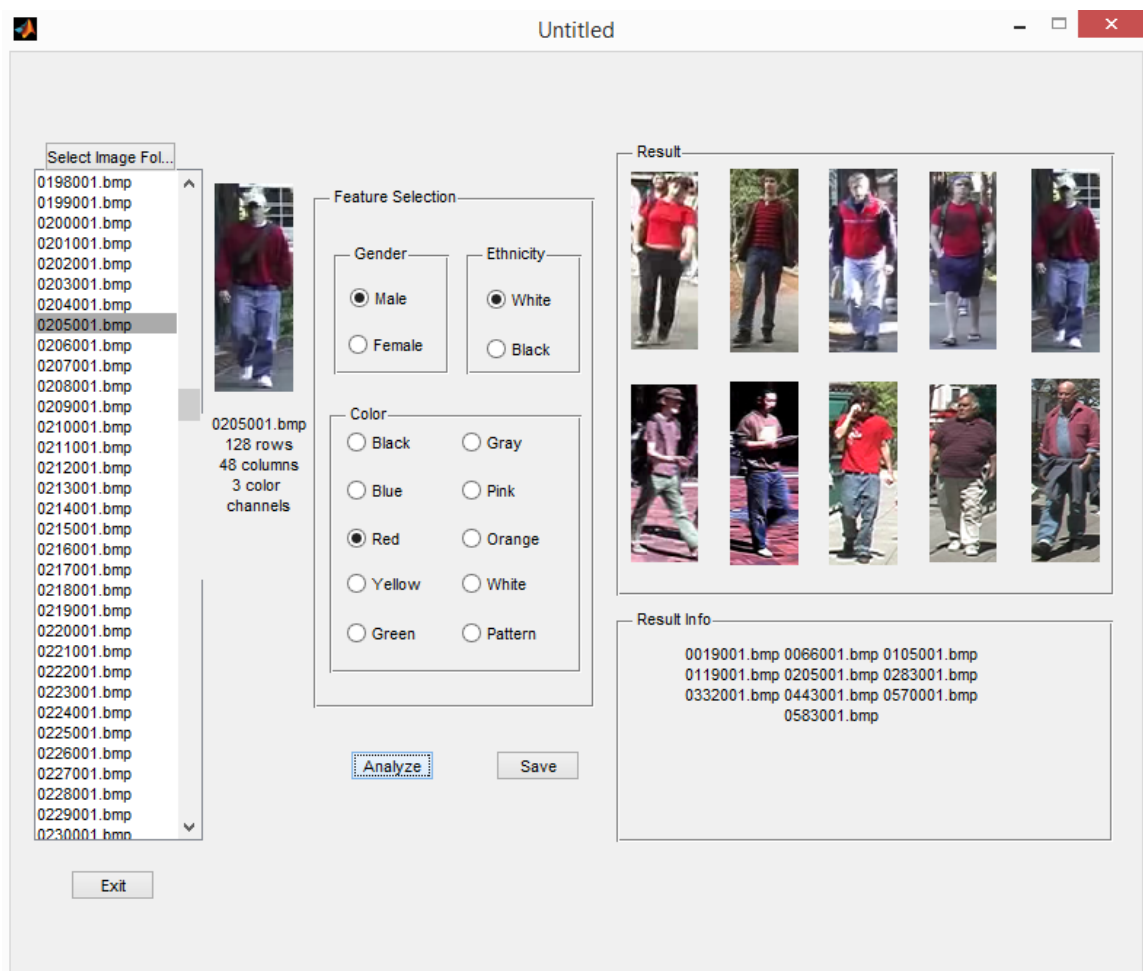 Untitled
Select Image Fol...
0198001.bmp
0199001.bmp
0200001.bmp
0201001.bmp
0202001.bmp
0203001.bmp
0204001.bmp
0205001.bmp
0206001.bmp
0207001.bmp
0208001.bmp
0209001.bmp
0210001.bmp
0211001.bmp
0212001.bmp
0213001.bmp
0214001.bmp
0215001.bmp
0216001.bmp
0217001.bmp
0218001.bmp
0219001.bmp
0220001.bmp
0221001.bmp
0222001.bmp
0223001.bmp
0224001.bmp
0225001.bmp
0226001.bmp
0227001.bmp
0228001.bmp
0229001.bmp
0230001.bmp
Exit
0205001.bmp
128 rows
48 columns
3 color
channels
Feature Selection
Gender
Male
Female
Ethnicity
White
Black
Color
Black
Gray
Blue
Pink
Red
Orange
Yellow
White
Green
Pattern
Analyze
Save
Result
Result Info
0019001.bmp 0066001.bmp 0105001.bmp
0119001.bmp 0205001.bmp 0283001.bmp
0332001.bmp 0443001.bmp 0570001.bmp
0583001.bmp